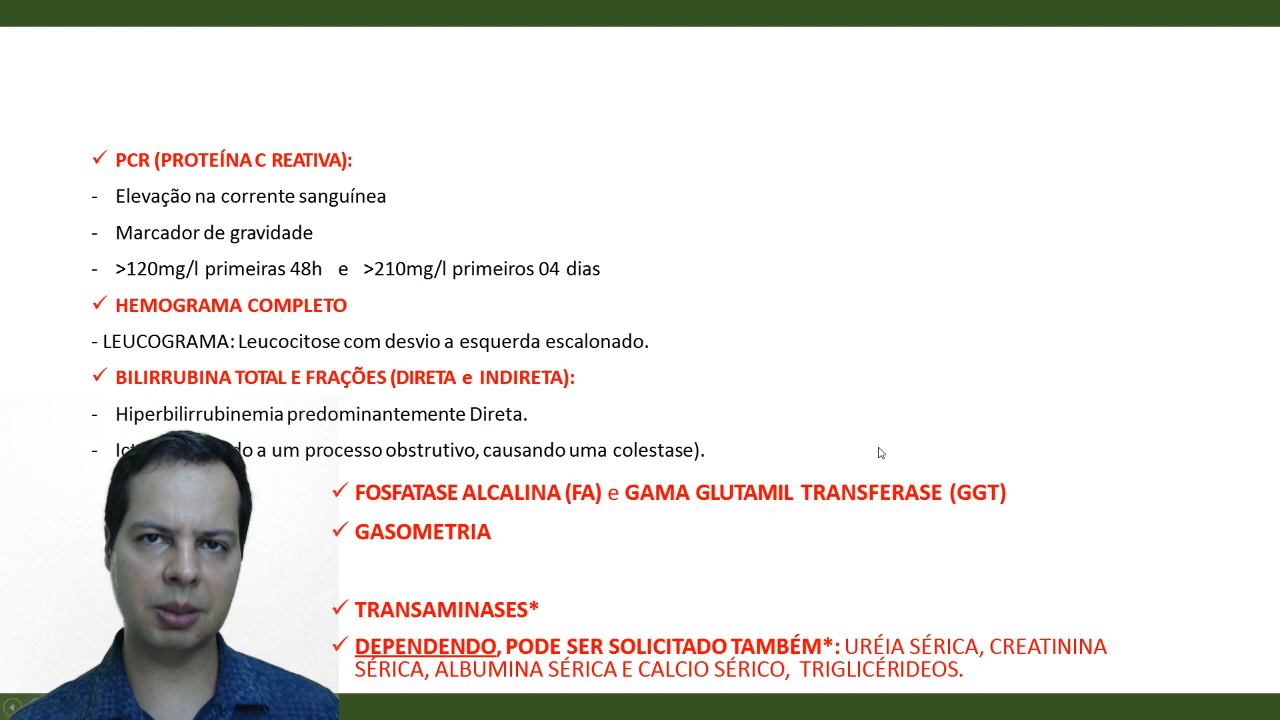 ✓ PCR (PROTEÍNA C REATIVA):
- Elevação na corrente sanguínea
- Marcador de gravidade
- >120mg/l primeiras 48h e >210mg/l primeiros 04 dias
✓ HEMOGRAMA COMPLETO
- LEUCOGRAMA: Leucocitose com desvio a esquerda escalonado.
✓ BILIRRUBINA TOTAL E FRAÇÕES (DIRETA e INDIRETA):
- Hiperbilirrubinemia predominantemente Direta.
- a um processo obstrutivo, causando uma colestase).
✓ FOSFATASE ALCALINA (FA) e GAMA GLUTAMIL TRANSFERASE (GGT)
✓ GASOMETRIA
✓ TRANSAMINASES*
✓ DEPENDENDO, PODE SER SOLICITADO TAMBÉM*: URÉIA SÉRICA, CREATININA
SÉRICA, ALBUMINA SÉRICA E CALCIO SÉRICO, TRIGLICÉRIDEOS.